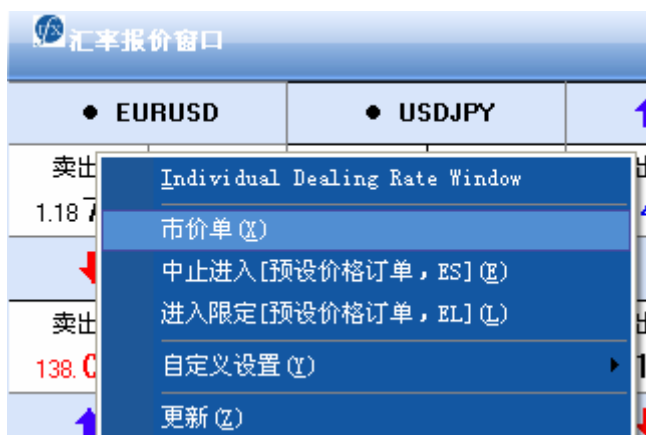 汇率报价窗口
● EURUSD ● USDJPY
卖出
1.18
卖出
138.0
Individual Dealing Rate Window
市价单(X)
中止进入[预设价格订单，ES](E)
进入限定[预设价格订单，EL](L)
自定义设置(Y)
更新(Z)